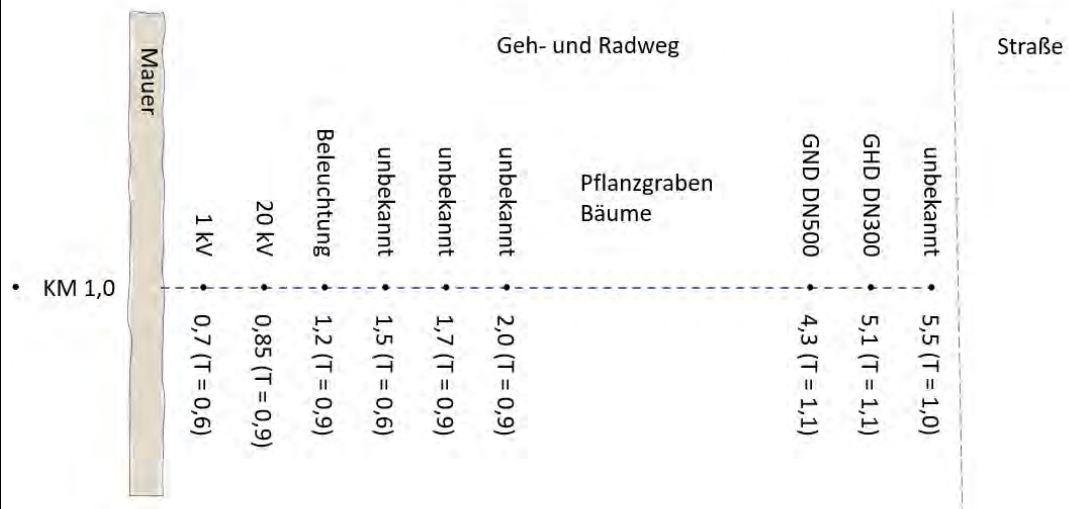 Geh- und Radweg
Straße
Mauer
1 kV
20 kV
Beleuchtung
unbekannt
unbekannt
unbekannt
Pflanzgraben
Bäume
GND DN500
GHD DN300
unbekannt
• KM 1,0
0,7 (T = 0,6)
0,85 (T = 0,9)
1,2 (T = 0,9)
1,5 (T = 0,6)
1,7 (T = 0,9)
2,0 (T = 0,9)
4,3 (T = 1,1)
5,1 (T = 1,1)
5,5 (T = 1,0)